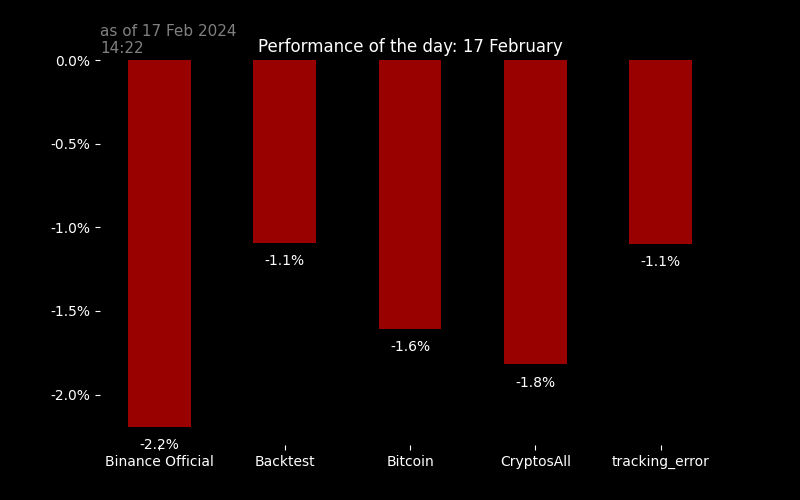 as of 17 Feb 2024
14:22
Performance of the day: 17 February
0.0%
-0.5%
-1.0%
-1.5%
-2.0%
-2.2%
-1.1%
-1.6%
-1.8%
-1.1%
Binance Official
Backtest
Bitcoin
CryptosAll
tracking_error